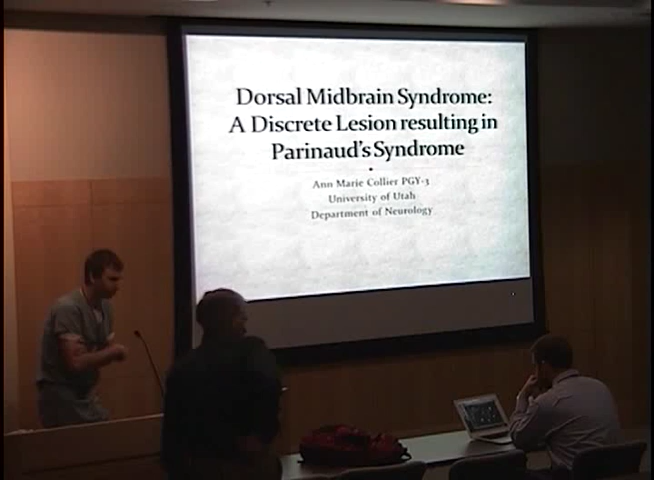 Dorsal Midbrain Syndrome:
A Discrete Lesion resulting in
Parinaud's Syndrome
Ann Marie Collier PGY-3
University of Utah
Department of Neurology